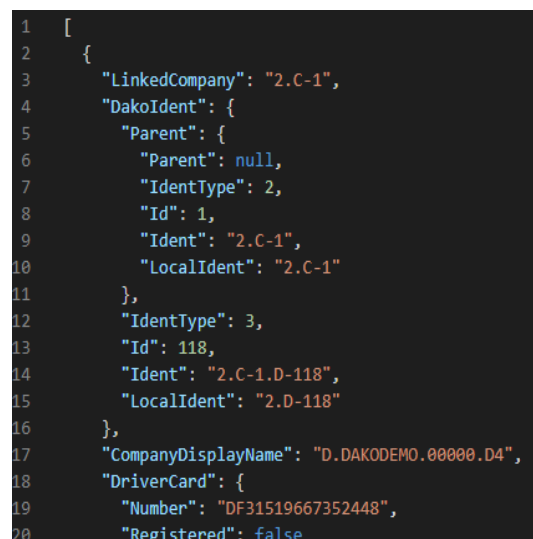 1 [
2 {
3 "LinkedCompany": "2.C-1",
4 "DakoIdent": {
5 "Parent": {
6 "Parent": null,
7 "IdentType": 2,
8 "Id": 1,
9 "Ident": "2.C-1",
10 "LocalIdent": "2.C-1"
11 },
12 "IdentType": 3,
13 "Id": 118,
14 "Ident": "2.C-1.D-118",
15 "LocalIdent": "2.D-118"
16 },
17 "CompanyDisplayName": "D.DAKODEMO.00000.D4",
18 "DriverCard": {
19 "Number": "DF31519667352448",
20 "Registered": false